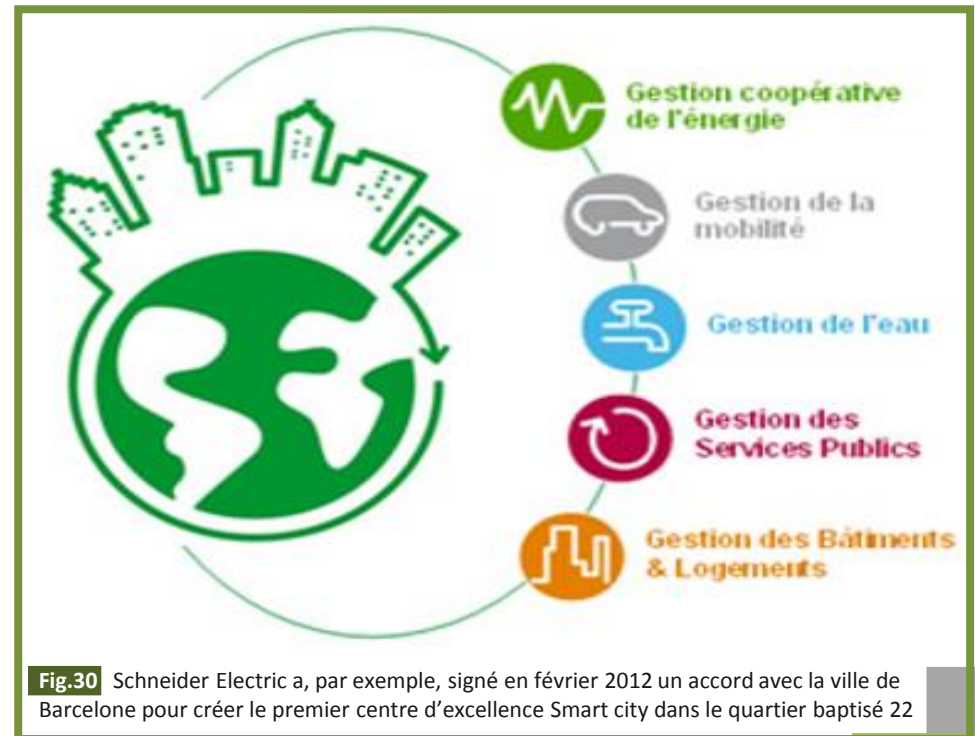 Gestion coopérative
de l'énergie
Gestion de la
mobilité
Gestion de l'eau
Gestion des
Services Publics
Gestion des Bâtiments
& Logements
Fig.30 Schneider Electric a, par exemple, signé en février 2012 un accord avec la ville de
Barcelone pour créer le premier centre d’excellence Smart city dans le quartier baptisé 22